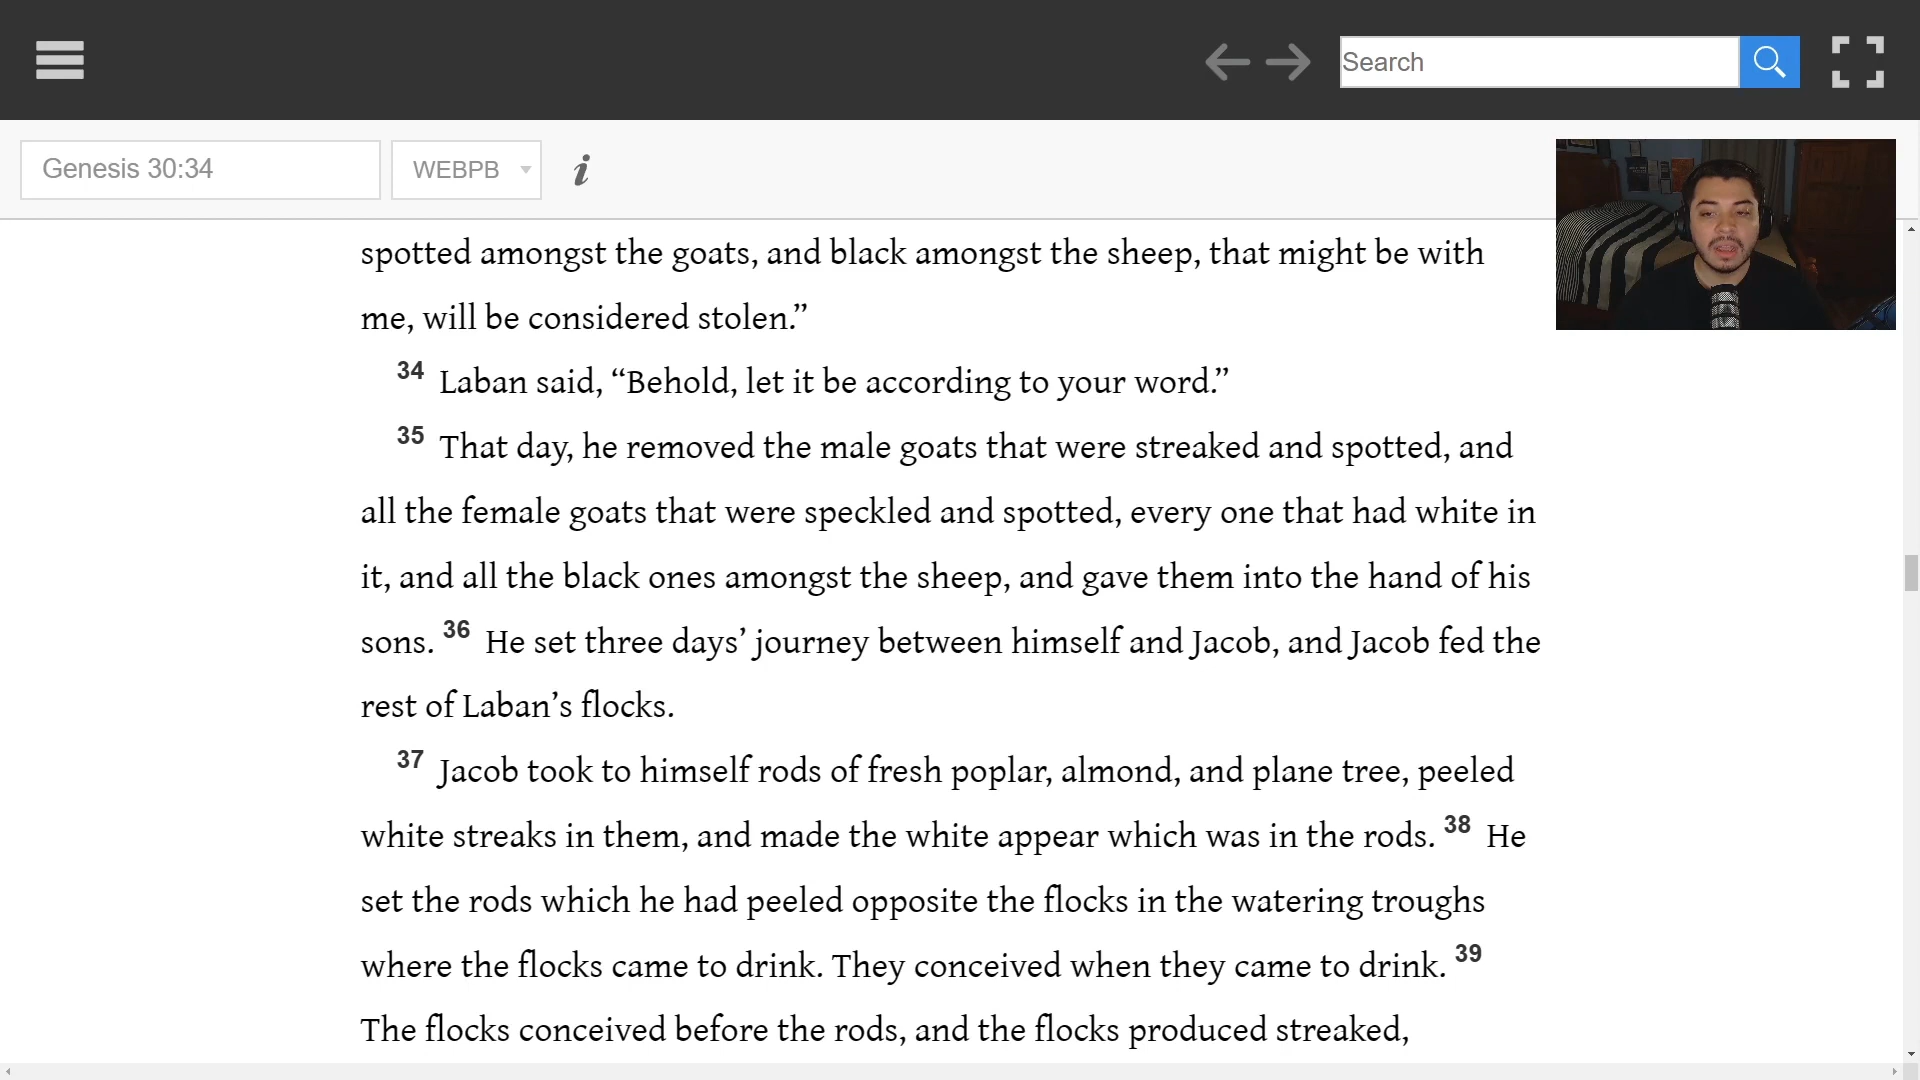 Search
Genesis 30:34
WEBPB
i
spotted amongst the goats, and black amongst the sheep, that might be with
me, will be considered stolen.”
34 Laban said, “Behold, let it be according to your word.”
35 That day, he removed the male goats that were streaked and spotted, and
all the female goats that were speckled and spotted, every one that had white in
it, and all the black ones amongst the sheep, and gave them into the hand of his
sons. 36 He set three days’ journey between himself and Jacob, and Jacob fed the
rest of Laban’s flocks.
37 Jacob took to himself rods of fresh poplar, almond, and plane tree, peeled
white streaks in them, and made the white appear which was in the rods. 38 He
set the rods which he had peeled opposite the flocks in the watering troughs
where the flocks came to drink. They conceived when they came to drink. 39
The flocks conceived before the rods, and the flocks produced streaked,